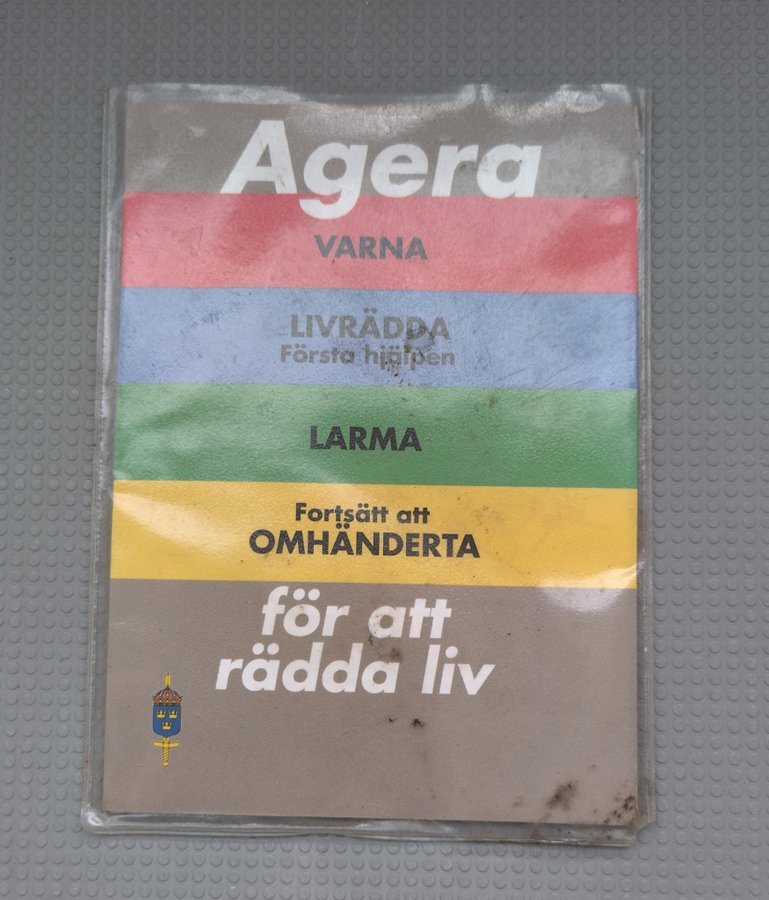 Agera
VARNA
LIVRÄDDA
Första hjälpen
LARMA
Fortsätt att
OMHÄNDERTA
för att
rädda liv